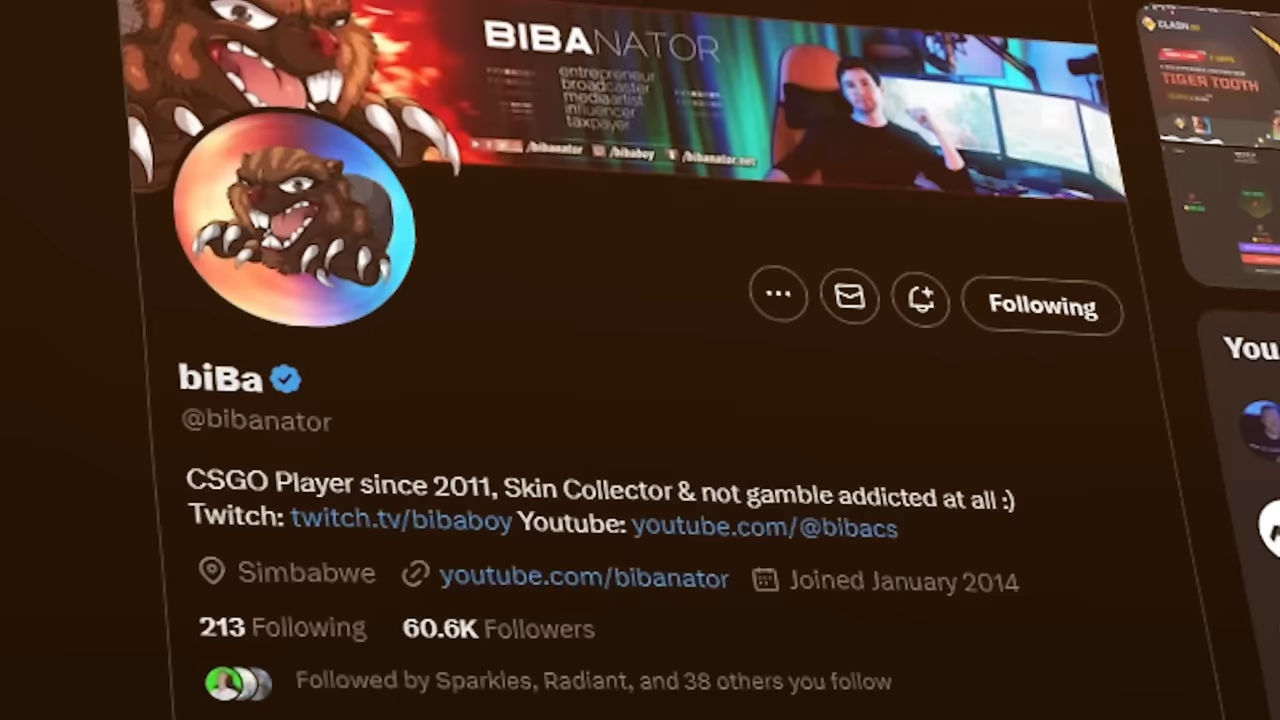 BIBANATOR
entrepreneur
broadcaster
mediaartist
influencer
taxpayer
/bibanator /bibaboy /bibanator.net
CLASH.GG
TIGER TOOTH
Following
You
biBa
@bibanator
CSGO Player since 2011, Skin Collector & not gamble addicted at all :)
Twitch: twitch.tv/bibaboy Youtube: youtube.com/@bibacs
Simbabwe youtube.com/bibanator Joined January 2014
213 Following 60.6K Followers
Followed by Sparkles, Radiant, and 38 others you follow